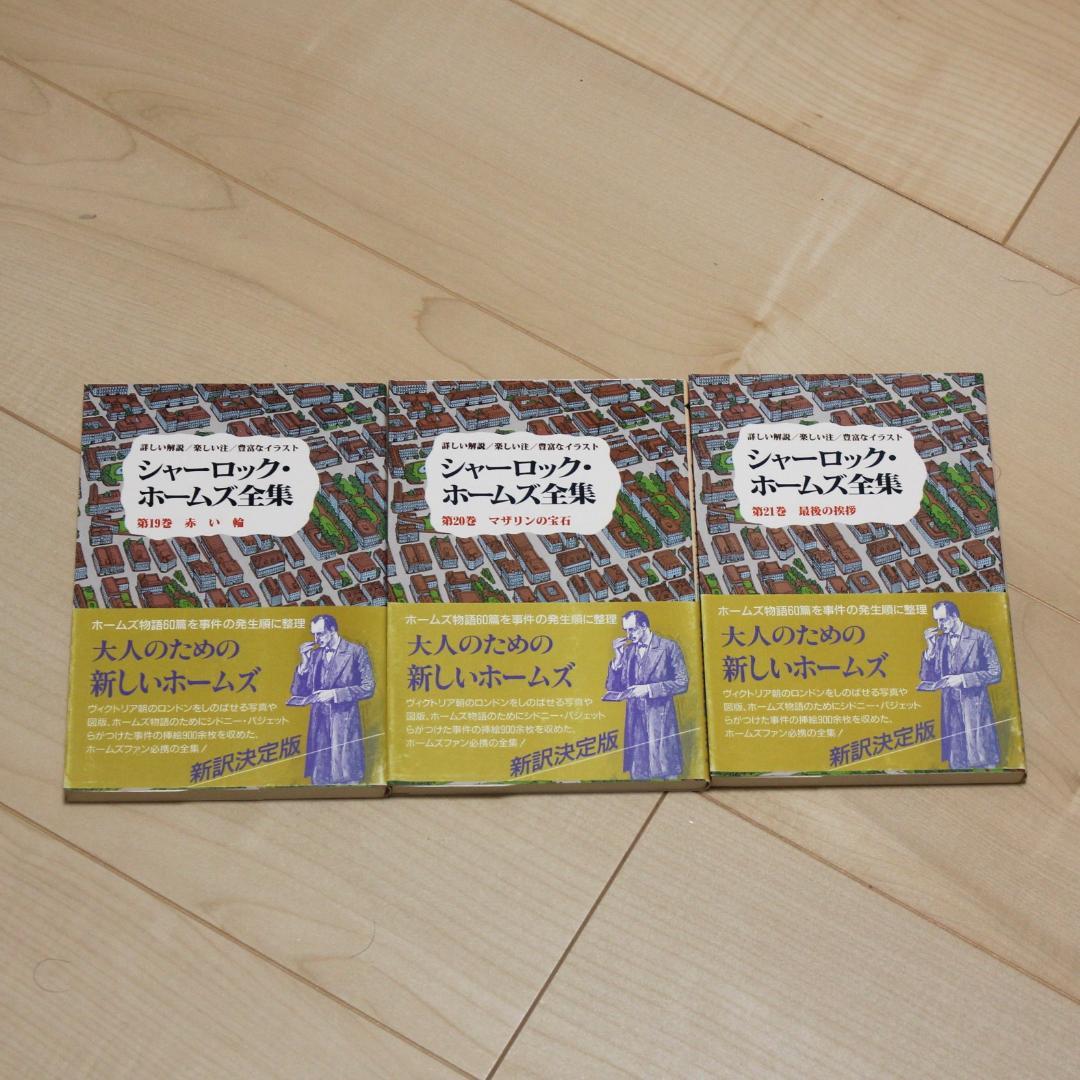 詳しい解説/楽しい注/豊富なイラスト
シャーロック・
ホームズ全集
第19巻 赤い輪
ホームズ物語60篇を事件の発生順に整理
大人のための
新しいホームズ
ヴィクトリア朝のロンドンをしのばせる写真や
図版、ホームズ物語のためにシドニー・パジェット
らがつけた事件の挿絵900余枚を収めた、
ホームズファン必携の全集!
新訳決定版
詳しい解説/楽しい注/豊富なイラスト
シャーロック・
ホームズ全集
第20巻 マザリンの宝石
ホームズ物語60篇を事件の発生順に整理
大人のための
新しいホームズ
ヴィクトリア朝のロンドンをしのばせる写真や
図版、ホームズ物語のためにシドニー・パジェット
らがつけた事件の挿絵900余枚を収めた、
ホームズファン必携の全集!
新訳決定版
詳しい解説/楽しい注/豊富なイラスト
シャーロック・
ホームズ全集
第21巻 最後の挨拶
ホームズ物語60篇を事件の発生順に整理
大人のための
新しいホームズ
ヴィクトリア朝のロンドンをしのばせる写真や
図版、ホームズ物語のためにシドニー・パジェット
らがつけた事件の挿絵900余枚を収めた、
ホームズファン必携の全集!
新訳決定版